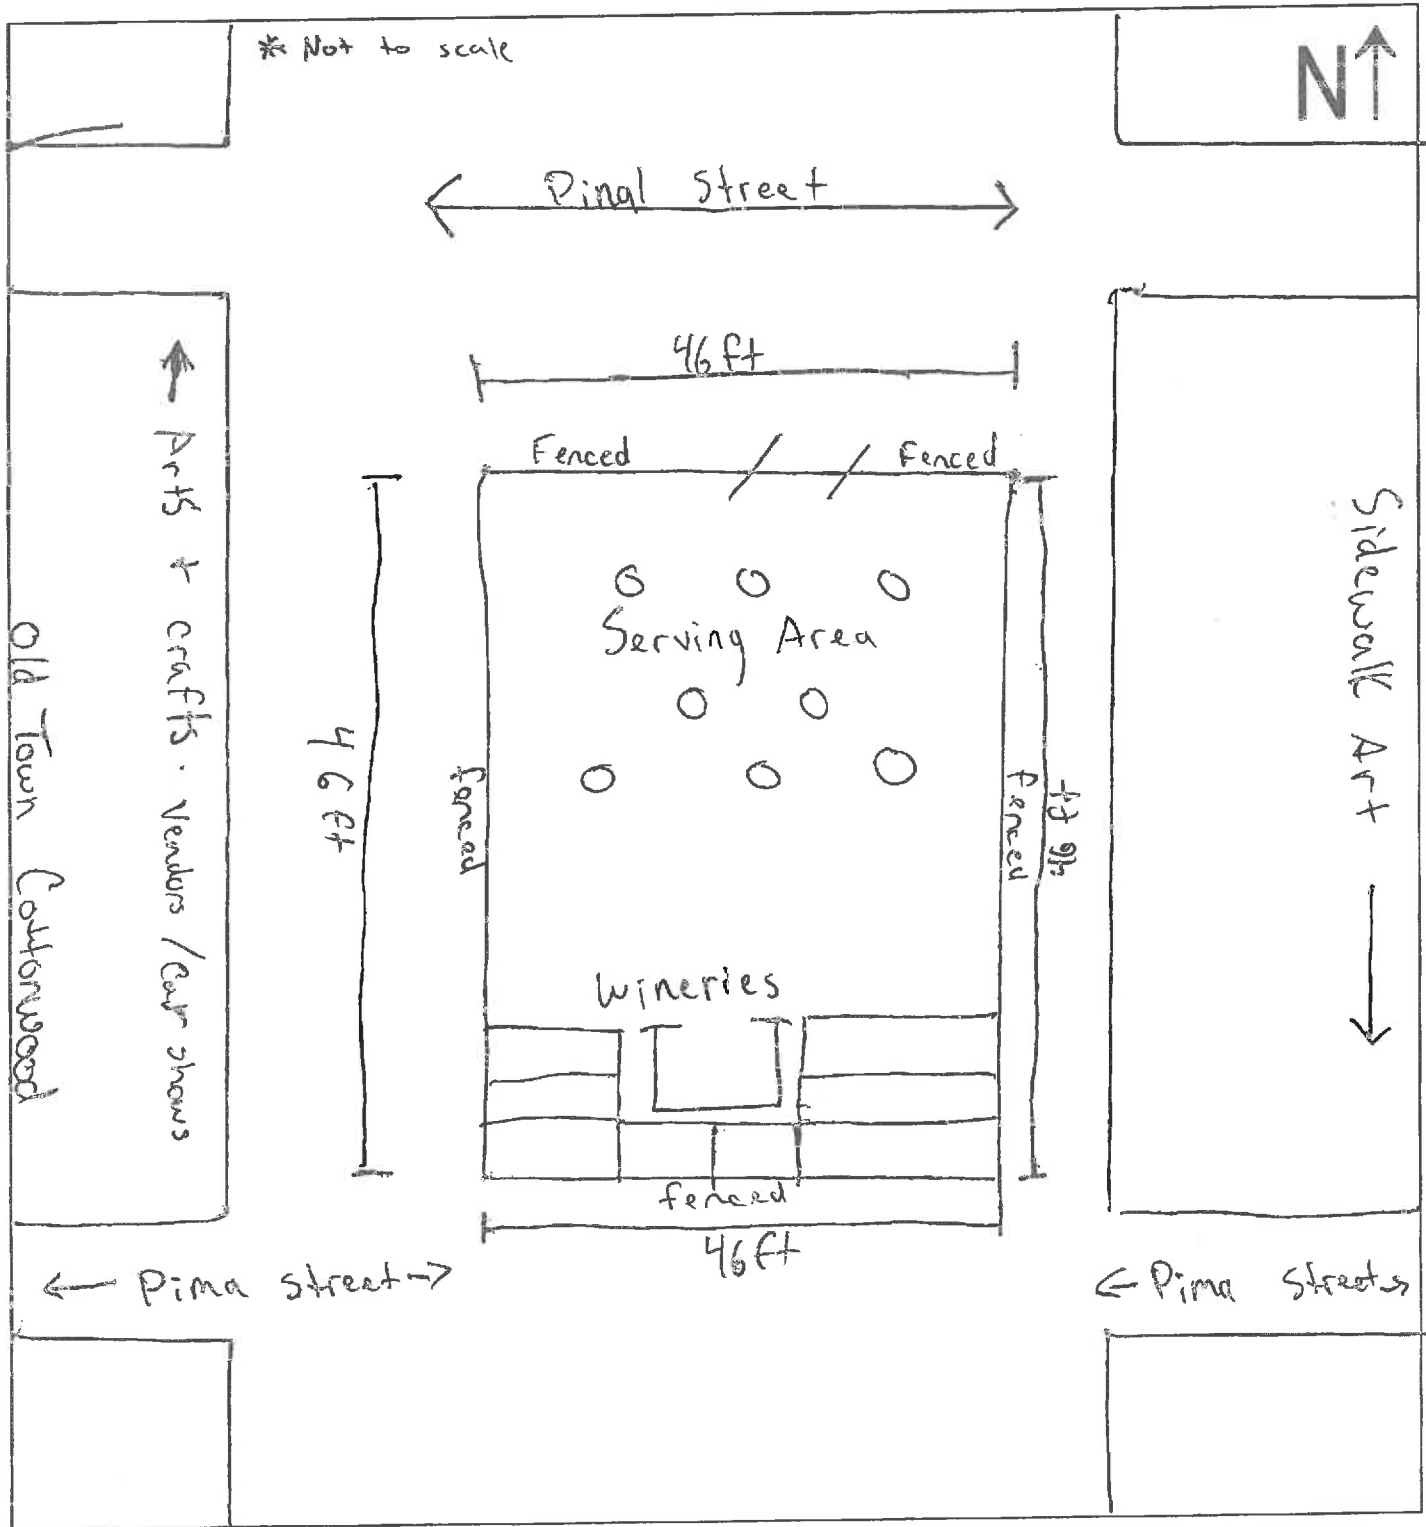 * Not to scale
N
Pinal Street
46 ft
Fenced
Fenced
Arts + crafts. Vendors / Car shows
Old Town Cottonwood
46 ft
Fenced
Serving Area
Fenced
46 ft
Sidewalk Art
Wineries
fenced
46 ft
Pima Street
Pima Street